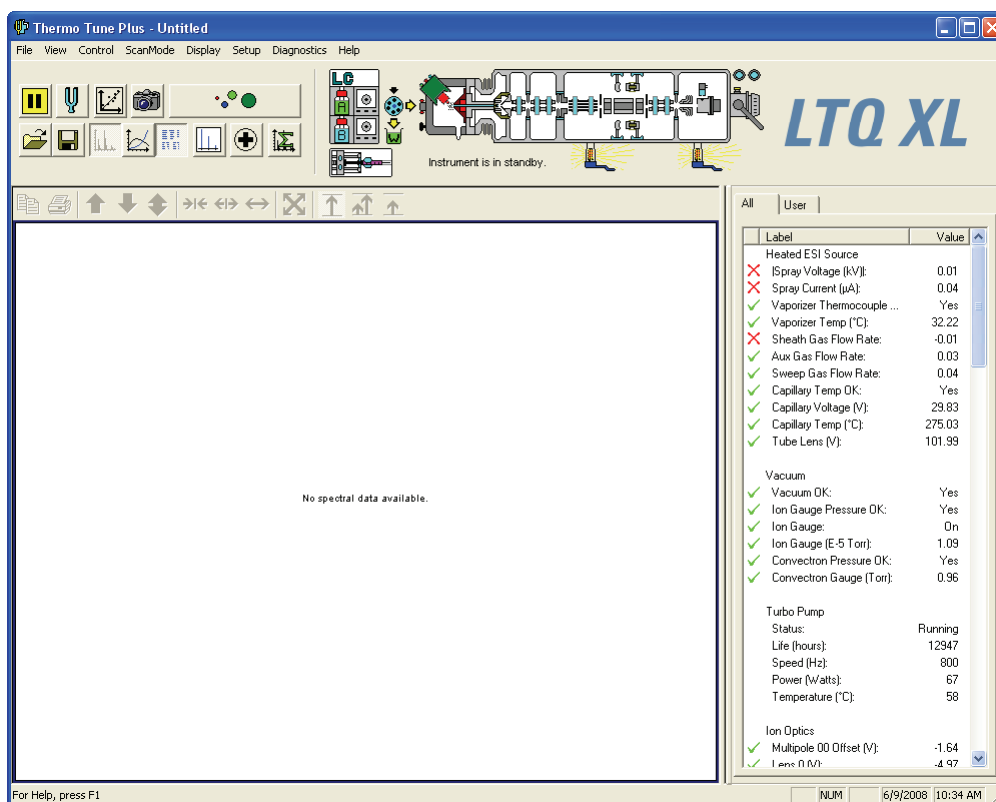 Thermo Tune Plus - Untitled
File View Control ScanMode Display Setup Diagnostics Help
LC
A
B
Instrument is in standby.
LTQ XL
All User
Label Value
Heated ESI Source
|Spray Voltage (kV)|: 0.01
Spray Current (µA): 0.04
Vaporizer Thermocouple ... Yes
Vaporizer Temp (°C): 32.22
Sheath Gas Flow Rate: -0.01
Aux Gas Flow Rate: 0.03
Sweep Gas Flow Rate: 0.04
Capillary Temp OK: Yes
Capillary Voltage (V): 29.83
Capillary Temp (°C): 275.03
Tube Lens (V): 101.99
No spectral data available.
Vacuum
Vacuum OK: Yes
Ion Gauge Pressure OK: Yes
Ion Gauge: On
Ion Gauge (E-5 Torr): 1.09
Convectron Pressure OK: Yes
Convectron Gauge (Torr): 0.96
Turbo Pump
Status: Running
Life (hours): 12947
Speed (Hz): 800
Power (Watts): 67
Temperature (°C): 58
Ion Optics
Multipole 00 Offset (V): -1.64
Lens 0 (V): -4.97
For Help, press F1
NUM 6/9/2008 10:34 AM